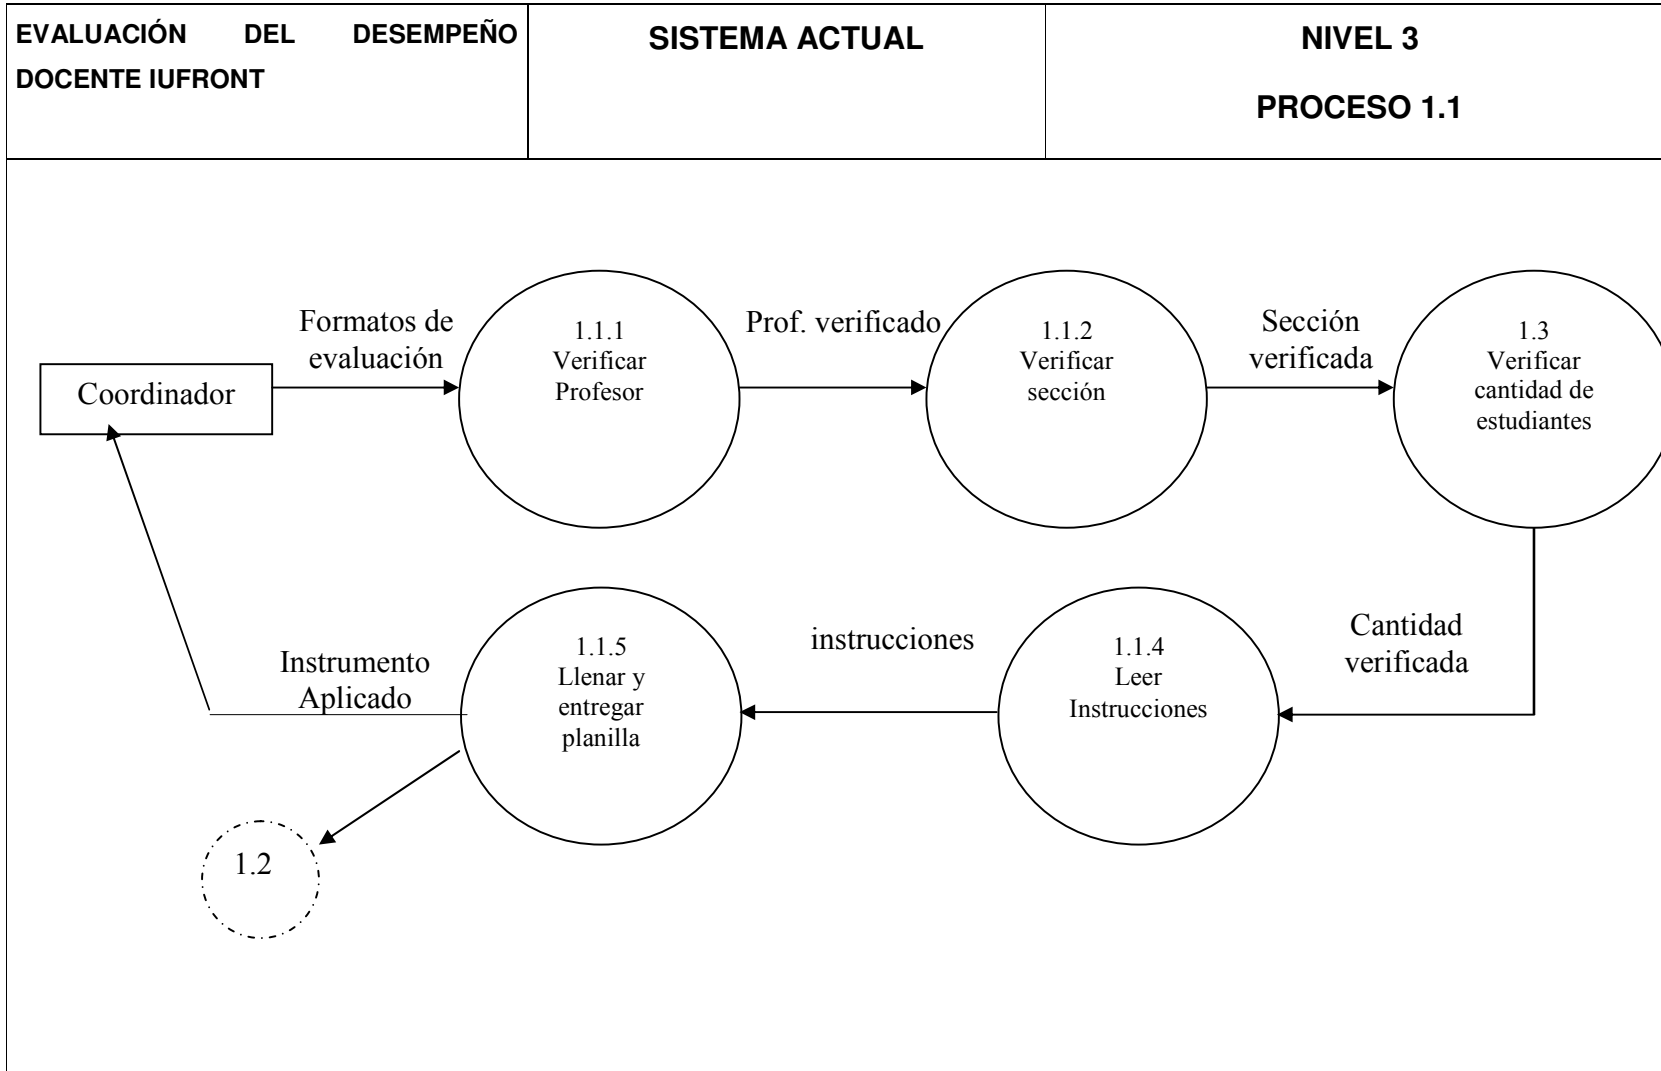 EVALUACIÓN DEL DESEMPEÑO
DOCENTE IUFRONT
SISTEMA ACTUAL
NIVEL 3
PROCESO 1.1
Formatos de
evaluación
Prof. verificado
Sección
verificada
Coordinador
1.1.1
Verificar
Profesor
1.1.2
Verificar
sección
1.3
Verificar
cantidad de
estudiantes
Instrumento
Aplicado
1.1.5
Llenar y
entregar
planilla
instrucciones
1.1.4
Leer
Instrucciones
Cantidad
verificada
1.2